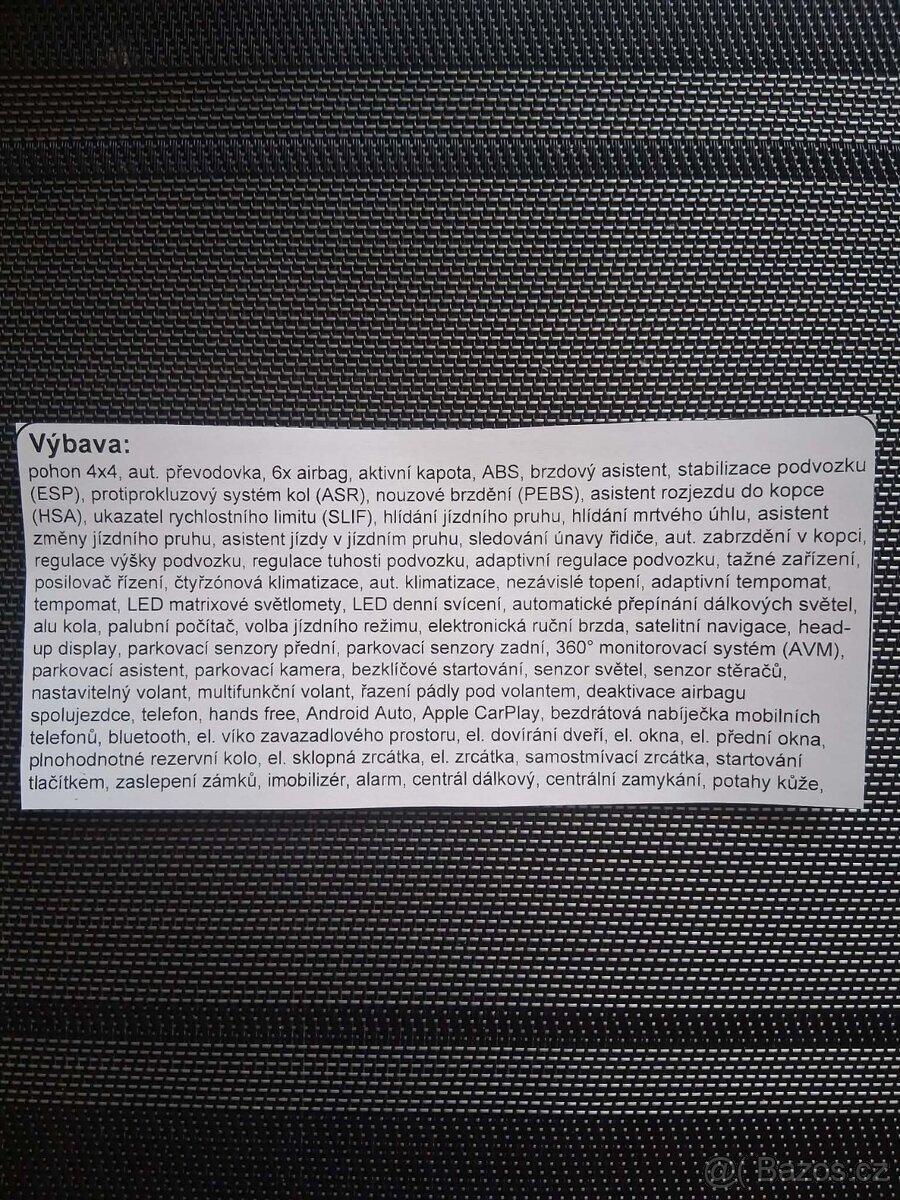 Výbava:
pohon 4x4, aut. převodovka, 6x airbag, aktivní kapota, ABS, brzdový asistent, stabilizace podvozku
(ESP), protiprokluzový systém kol (ASR), nouzové brzdění (PEBS), asistent rozjezdu do kopce
(HSA), ukazatel rychlostního limitu (SLIF), hlídání jízdního pruhu, hlídání mrtvého úhlu, asistent
změny jízdního pruhu, asistent jízdy v jízdním pruhu, sledování únavy řidiče, aut. zabrzdění v kopci,
regulace výšky podvozku, regulace tuhosti podvozku, adaptivní regulace podvozku, tažné zařízení,
posilovač řízení, čtyřzónová klimatizace, aut. klimatizace, nezávislé topení, adaptivní tempomat,
tempomat, LED matrixové světlomety, LED denní svícení, automatické přepínání dálkových světel,
alu kola, palubní počítač, volba jízdního režimu, elektronická ruční brzda, satelitní navigace, head-
up display, parkovací senzory přední, parkovací senzory zadní, 360° monitorovací systém (AVM),
parkovací asistent, parkovací kamera, bezklíčové startování, senzor světel, senzor stěračů,
nastavitelný volant, multifunkční volant, řazení pádly pod volantem, deaktivace airbagu
spolujezdce, telefon, hands free, Android Auto, Apple CarPlay, bezdrátová nabíječka mobilních
telefonů, bluetooth, el. víko zavazadlového prostoru, el. dovírání dveří, el. okna, el. přední okna,
plnohodnotné rezervní kolo, el. sklopná zrcátka, el. zrcátka, samostmívací zrcátka, startování
tlačítkem, zaslepení zámků, imobilizér, alarm, centrál dálkový, centrální zamykání, potahy kůže,
@( Bazos.cz